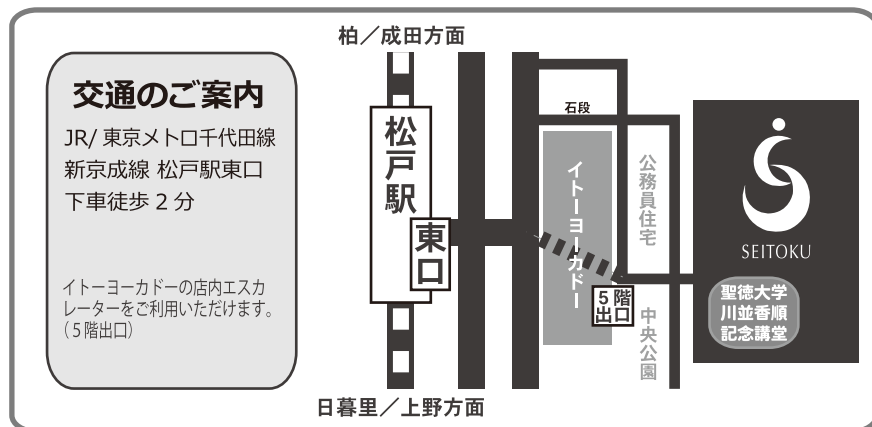 交通のご案内
JR/ 東京メトロ千代田線
新京成線 松戸駅東口
下車徒歩 2 分
イトーヨーカドーの店内エスカ
レーターをご利用いただけます。
（５階出口）
柏／成田方面
松戸駅
東口
日暮里／上野方面
石段
イトーヨーカドー
公務員住宅
5 階
出口
中央公園
SEITOKU
聖徳大学
川並香順
記念講堂